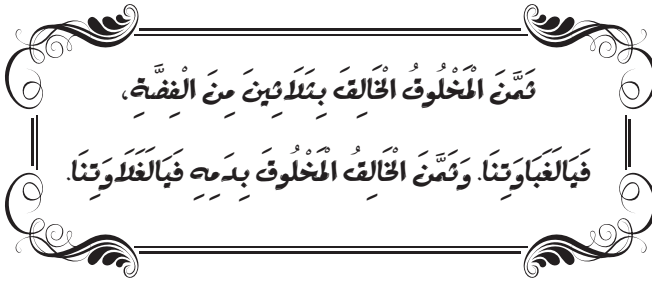 ثَمَّنَ الْمَخْلُوقُ الْخَالِقَ بِثَلَاثِينَ مِنَ الْفِضَّةِ،
فَيَالَغَبَاوَتِنَا. وَثَمَّنَ الْخَالِقُ الْمَخْلُوقَ بِدَمِهِ فَيَالَغَلَاوَتِنَا.